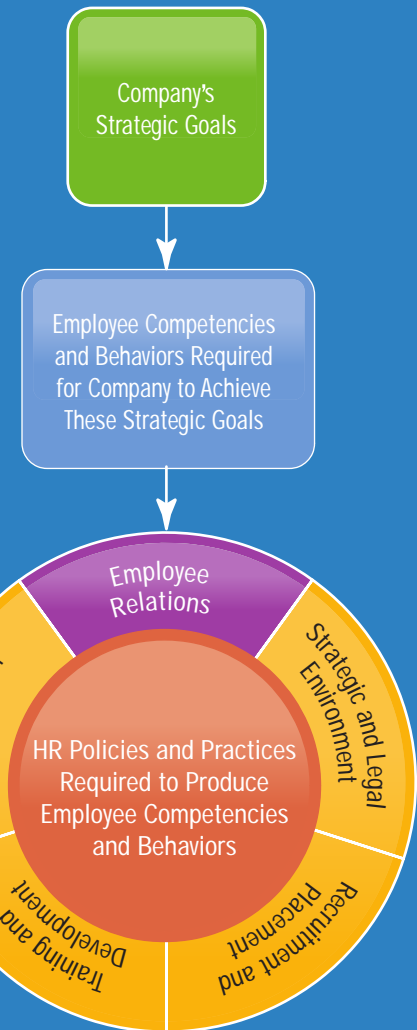 Company's
Strategic Goals
Employee Competencies
and Behaviors Required
for Company to Achieve
These Strategic Goals
Employee
Relations
Strategic and Legal
Environment
HR Policies and Practices
Required to Produce
Employee Competencies
and Behaviors
Recruitment and
Placement
Training and
Development